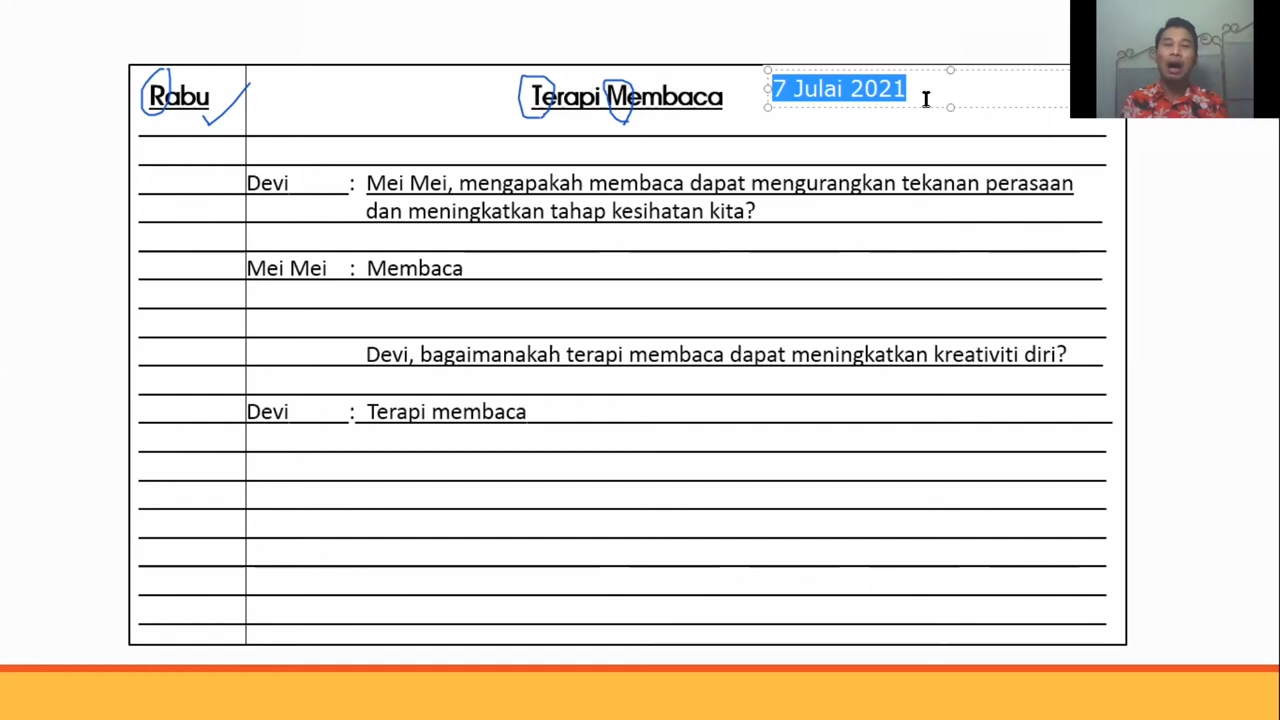 Rabu Terapi Membaca 7 Julai 2021
Devi : Mei Mei, mengapakah membaca dapat mengurangkan tekanan perasaan
dan meningkatkan tahap kesihatan kita?
Mei Mei : Membaca
Devi, bagaimanakah terapi membaca dapat meningkatkan kreativiti diri?
Devi : Terapi membaca